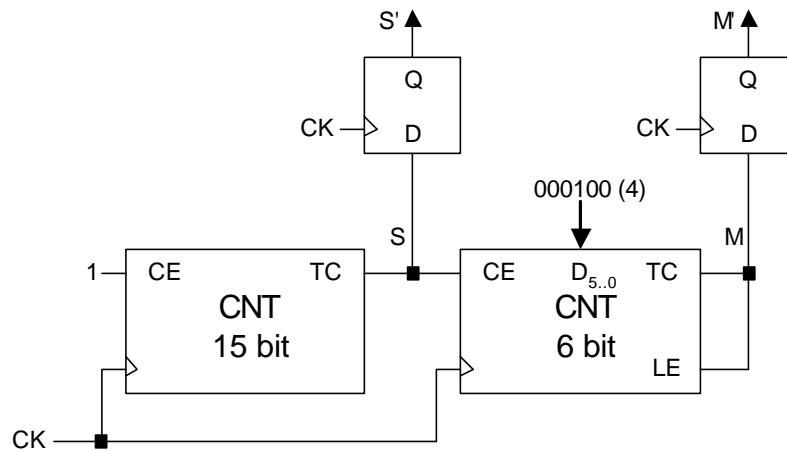 S' M'
Q Q
CK D CK D
000100 (4)
S M
1 CE TC CE D5..0 TC
CNT CNT
15 bit 6 bit
LE
CK